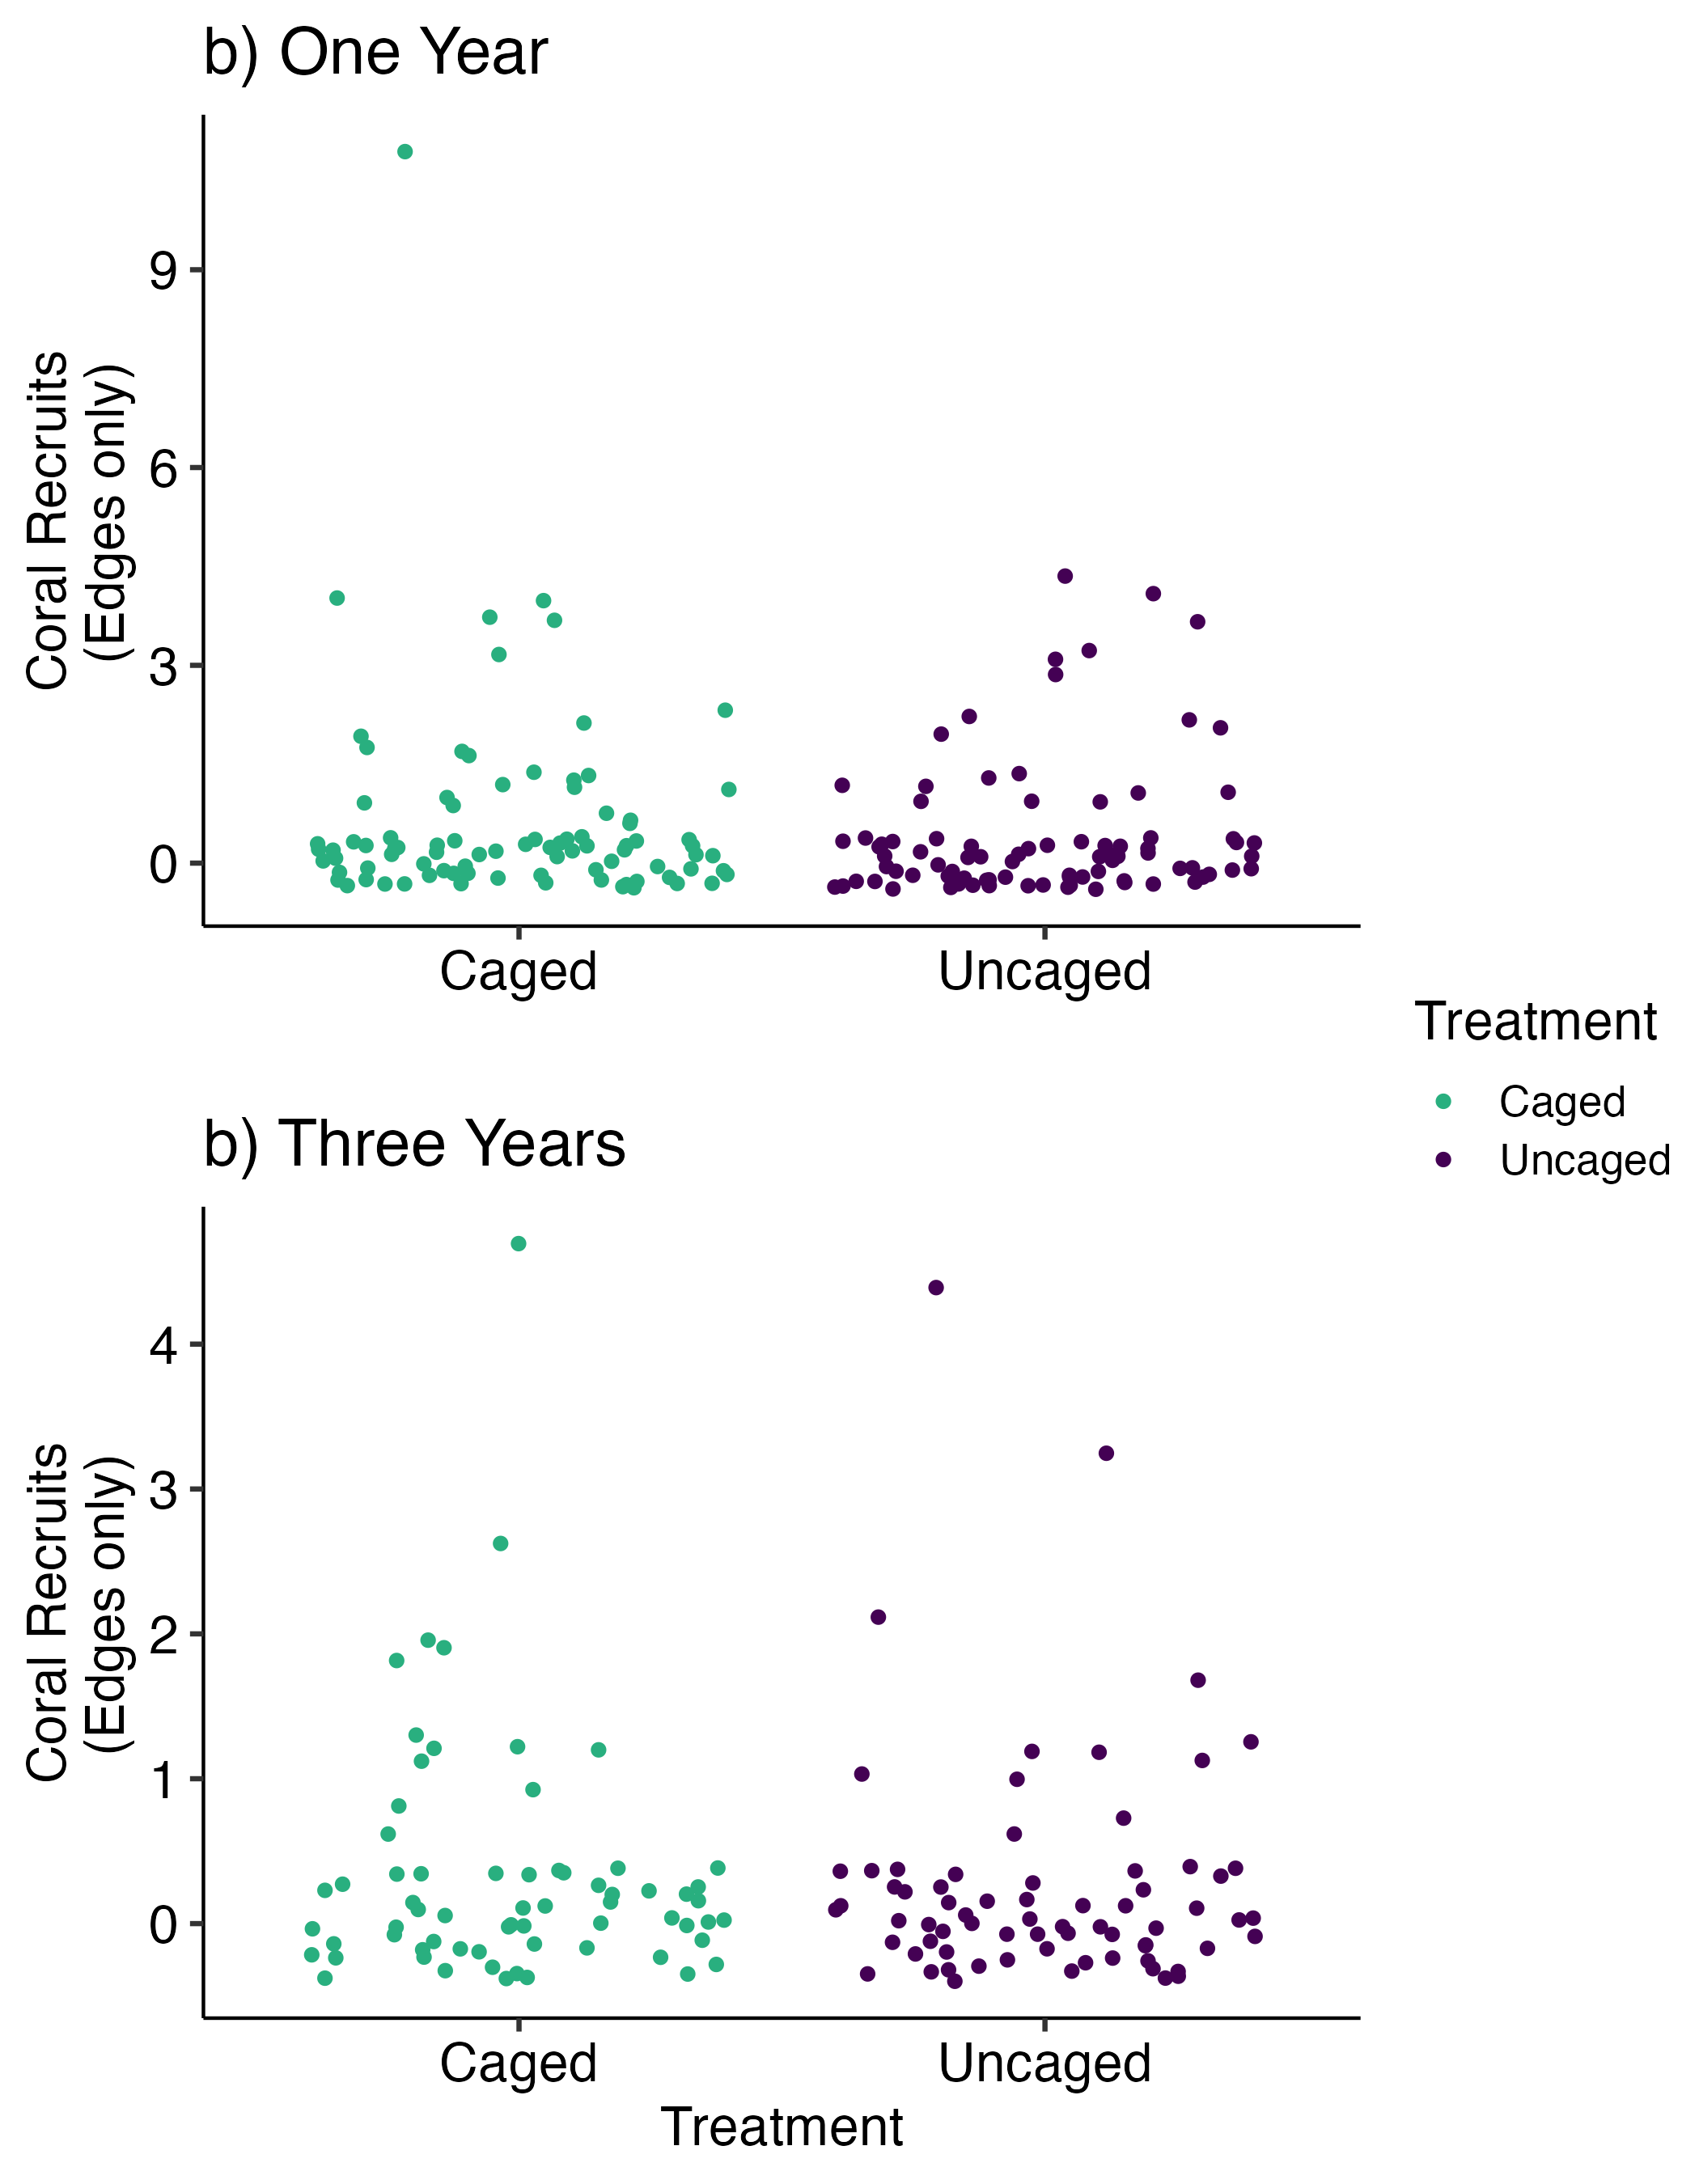 b) One Year
Coral Recruits
(Edges only)
9
6
3
0
Caged
Uncaged
Treatment
Caged
Uncaged
b) Three Years
Coral Recruits
(Edges only)
4
3
2
1
0
Caged
Uncaged
Treatment